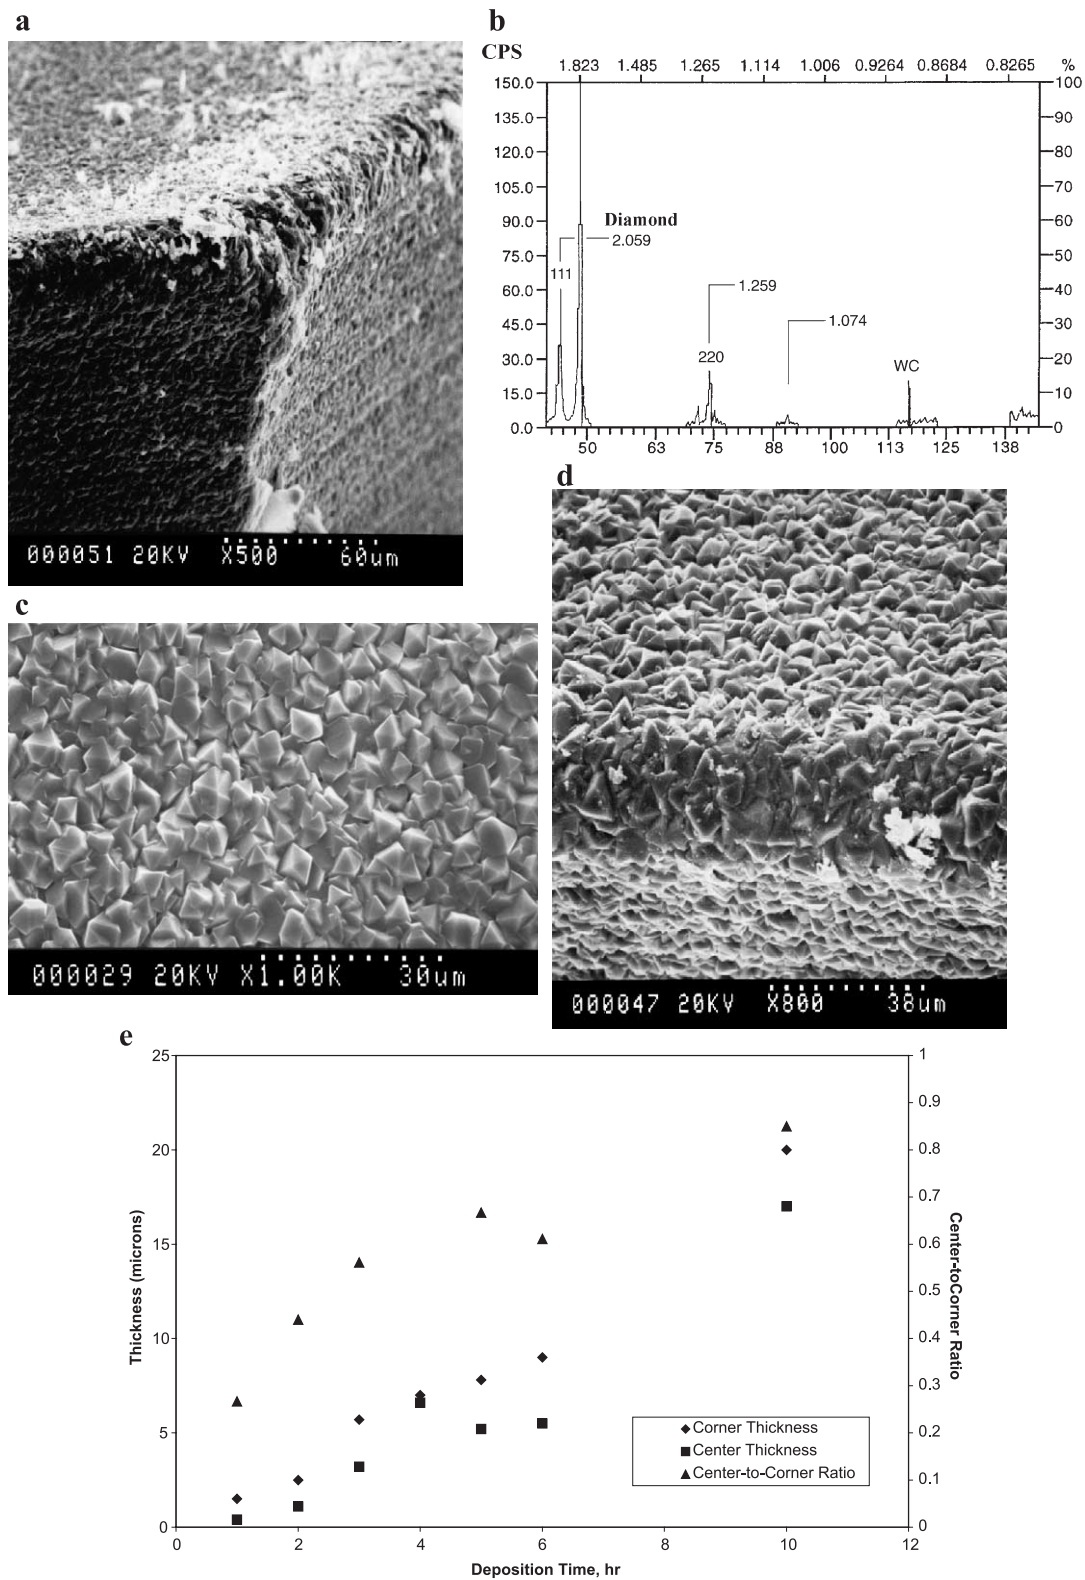 a
000051 20KV X500 60um
b
CPS
1.823 1.485 1.265 1.114 1.006 0.9264 0.8684 0.8265 %
150.0 100
135.0 90
120.0 80
105.0 70
90.0 60
75.0 50
60.0 40
45.0 30
30.0 20
15.0 10
0.0 0
Diamond
2.059
111
1.259
1.074
220
WC
50 63 75 88 100 113 125 138
c
000029 20KV X1.00K 30um
d
000047 20KV X800 38um
e
25 1
0.9
20 0.8
0.7
15 0.6
0.5
10 0.4
0.3
5 0.2
0.1
0 0
Thickness (microns)
Center-toCorner Ratio
Corner Thickness
Center Thickness
Center-to-Corner Ratio
0 2 4 6 8 10 12
Deposition Time, hr